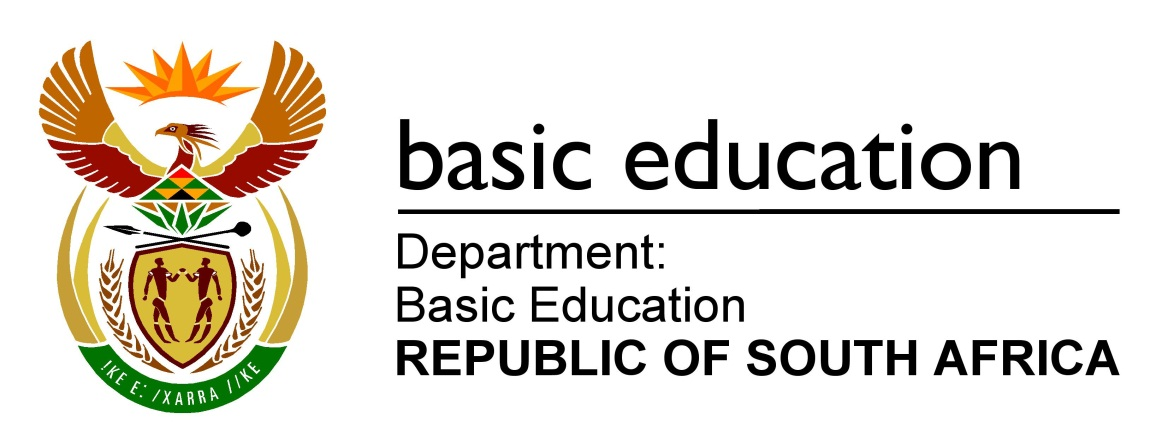 basic education
Department:
Basic Education
REPUBLIC OF SOUTH AFRICA
!KE E: /XARRA //KE